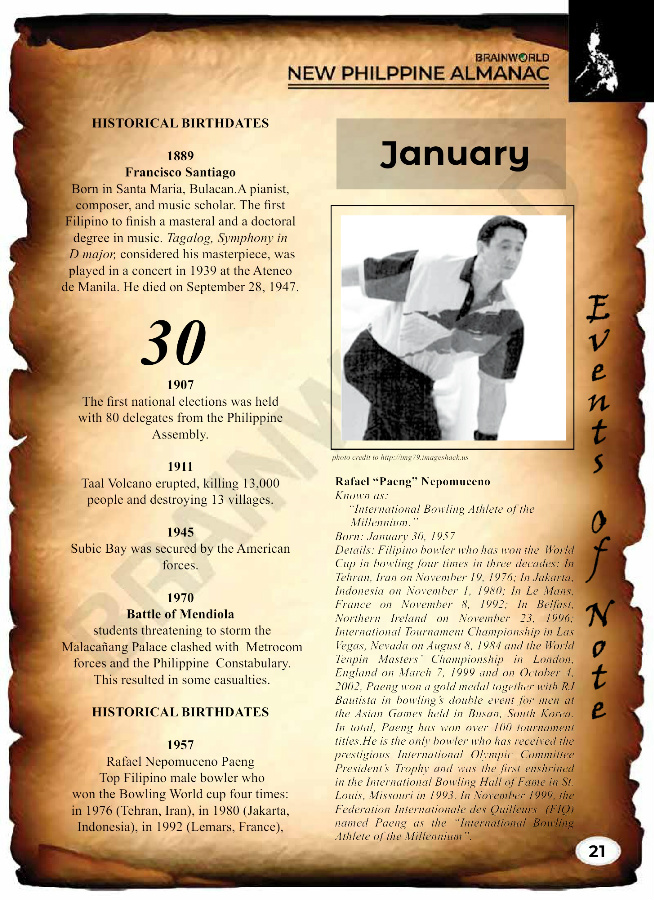 BRAINWORLD
NEW PHILPPINE ALMANAC
HISTORICAL BIRTHDATES
1889
Francisco Santiago
Born in Santa Maria, Bulacan.A pianist,
composer, and music scholar. The first
Filipino to finish a masteral and a doctoral
degree in music. Tagalog, Symphony in
D major, considered his masterpiece, was
played in a concert in 1939 at the Ateneo
de Manila. He died on September 28, 1947.
30
1907
The first national elections was held
with 80 delegates from the Philippine
Assembly.
1911
Taal Volcano erupted, killing 13,000
people and destroying 13 villages.
1945
Subic Bay was secured by the American
forces.
1970
Battle of Mendiola
students threatening to storm the
Malacañang Palace clashed with Metrocom
forces and the Philippine Constabulary.
This resulted in some casualties.
HISTORICAL BIRTHDATES
1957
Rafael Nepomuceno Paeng
Top Filipino male bowler who
won the Bowling World cup four times:
in 1976 (Tehran, Iran), in 1980 (Jakarta,
Indonesia), in 1992 (Lemars, France),
January
photo credit to http://img79.imageshack.us
Rafael “Paeng” Nepomuceno
Known as:
“International Bowling Athlete of the
Millennium.”
Born: January 30, 1957
Details: Filipino bowler who has won the World
Cup in bowling four times in three decades: In
Tehran, Iran on November 19, 1976; In Jakarta,
Indonesia on November 1, 1980; In Le Mans,
France on November 8, 1992; In Belfast,
Northern Ireland on November 23, 1996;
International Tournament Championship in Las
Vegas, Nevada on August 8, 1984 and the World
Tenpin Masters’ Championship in London,
England on March 7, 1999 and on October 4,
2002, Paeng won a gold medal together with RJ
Bautista in bowling’s double event for men at
the Asian Games held in Busan, South Korea.
In total, Paeng has won over 100 tournament
titles.He is the only bowler who has received the
prestigious International Olympic Committee
President’s Trophy and was the first enshrined
in the International Bowling Hall of Fame in St.
Louis, Missouri in 1993. In November 1999, the
Federation Internationale des Quilleurs (FIQ)
named Paeng as the “International Bowling
Athlete of the Millennium”.
Events of Note
21
BRAINWORLD